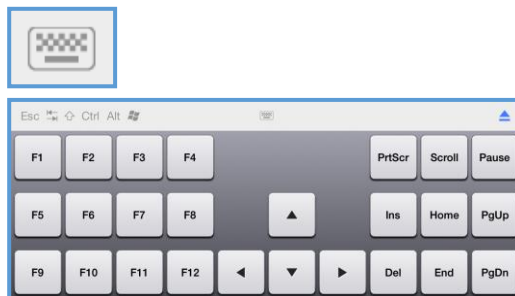 Esc Ctrl Alt
F1 F2 F3 F4 PrtScr Scroll Pause
F5 F6 F7 F8 Ins Home PgUp
F9 F10 F11 F12 Del End PgDn